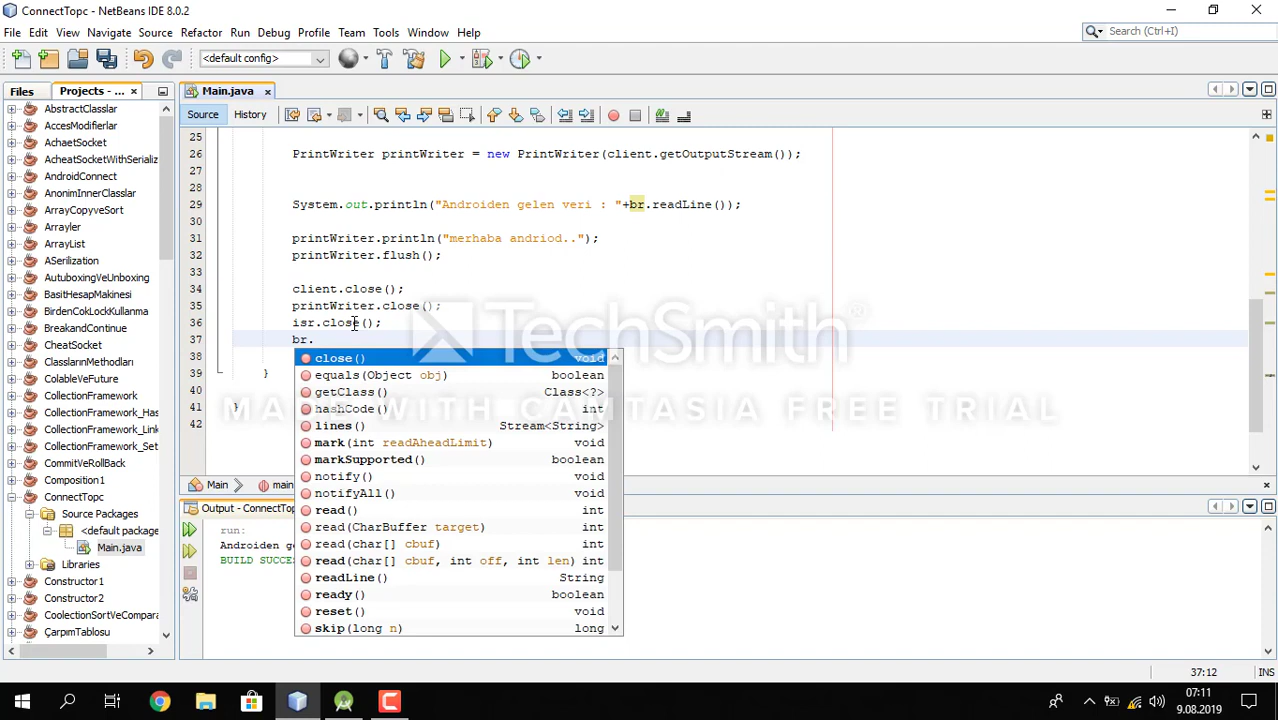 ConnectTopc - NetBeans IDE 8.0.2
File Edit View Navigate Source Refactor Run Debug Profile Team Tools Window Help
Search (Ctrl+I)
<default config>
Files
Projects - ...
Main.java
Source History
AbstractClasslar
AccesModifierlar
AchaetSocket
AcheatSocketWithSerializ
AndroidConnect
AnonimInnerClasslar
ArrayCopyveSort
Arrayler
ArrayList
ASerilization
AutuboxingVeUnboxing
BasitHesapMakinesi
BirdenCokLockKullanma
BreakandContinue
CheatSocket
ClasslarınMetodları
ColableVeFuture
CollectionFramework
CollectionFramework_Has
CollectionFramework_Link
CollectionFramework_Set
CommitVeRollBack
Composition1
ConnectTopc
Source Packages
<default package
Main.java
Libraries
Constructor1
Constructor2
CoolectionSortVeCompara
ÇarpımTablosu
25
26 PrintWriter printWriter = new PrintWriter(client.getOutputStream());
27
28
29 System.out.println("Androiden gelen veri : "+br.readLine());
30
31 printWriter.println("merhaba andriod..");
32 printWriter.flush();
33
34 client.close();
35 printWriter.close();
36 isr.close();
37 br.
38
39 }
40
41 }
42
close() void
equals(Object obj) boolean
getClass() Class<?>
hashCode() int
lines() Stream<String>
mark(int readAheadLimit) void
markSupported() boolean
notify() void
notifyAll() void
read() int
read(CharBuffer target) int
read(char[] cbuf) int
read(char[] cbuf, int off, int len) int
readLine() String
ready() boolean
reset() void
skip(long n) long
TechSmith
MADE WITH CAMTASIA FREE TRIAL
Main
main
Output - ConnectTopc
run:
Androiden ge
BUILD SUCCES
37:12 INS
07:11
9.08.2019